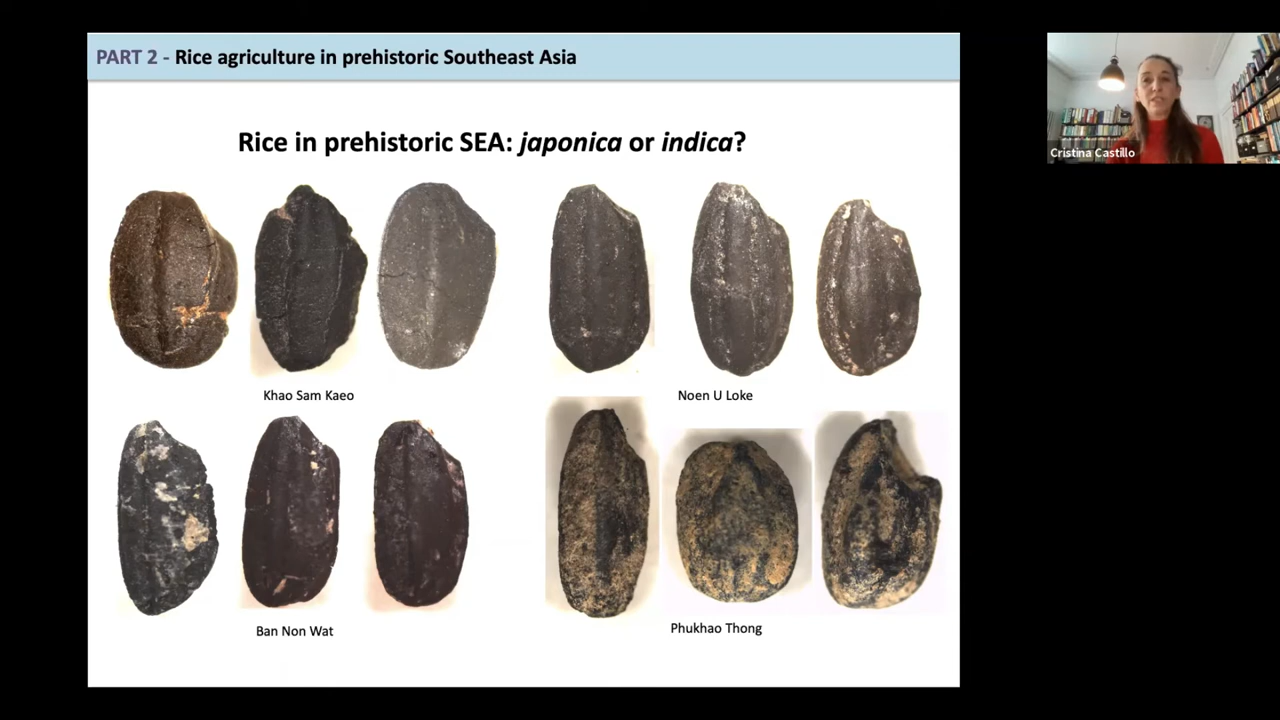 PART 2 - Rice agriculture in prehistoric Southeast Asia
Rice in prehistoric SEA: japonica or indica?
Khao Sam Kaeo
Noen U Loke
Ban Non Wat
Phukhao Thong
Cristina Castillo